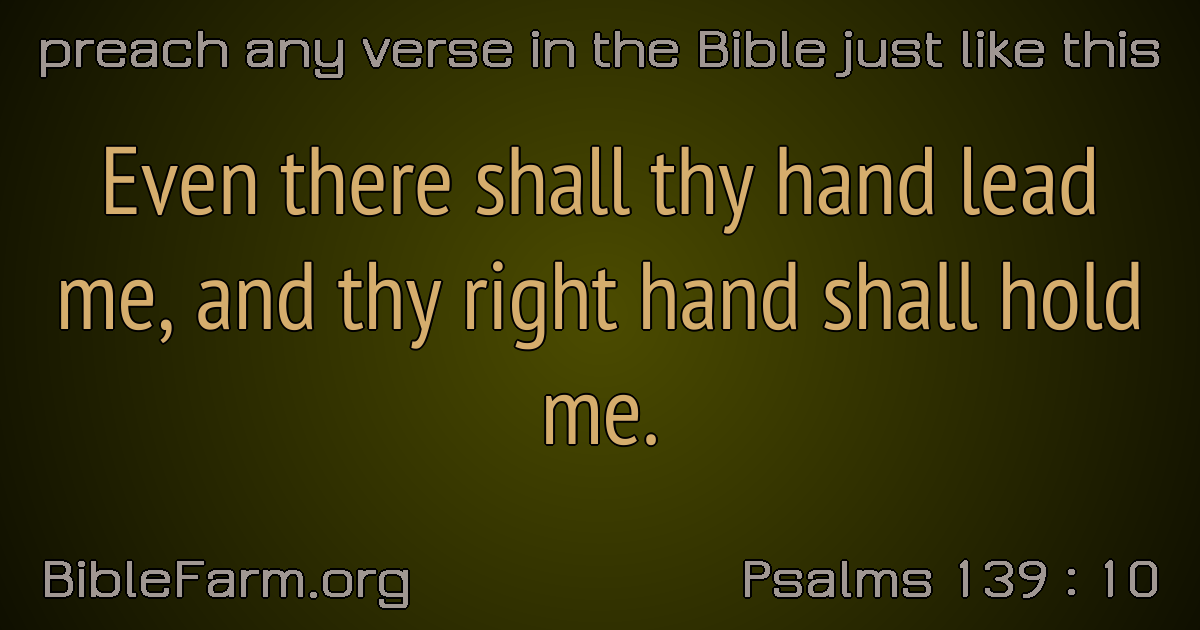 preach any verse in the Bible just like this
Even there shall thy hand lead
me, and thy right hand shall hold
me.
BibleFarm.org
Psalms 139 : 10